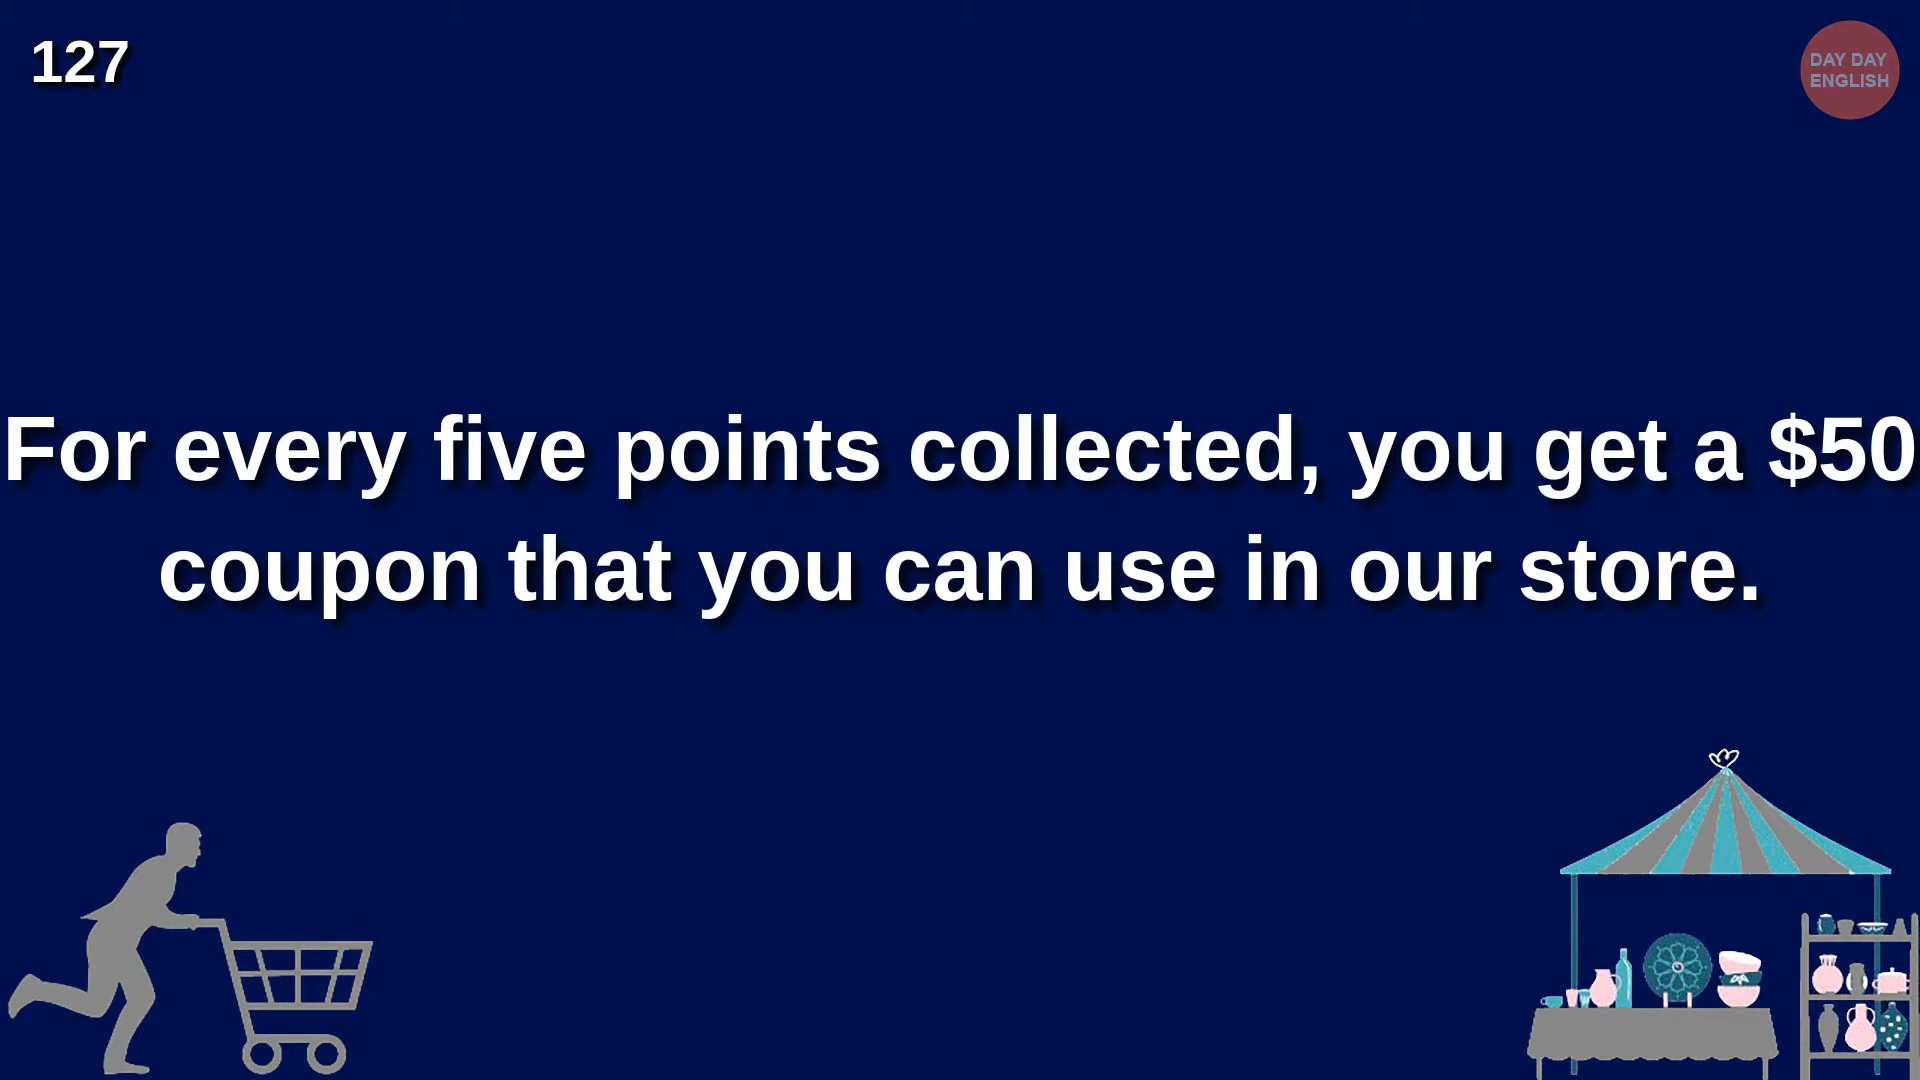 127
DAY DAY
ENGLISH
For every five points collected, you get a $50
coupon that you can use in our store.